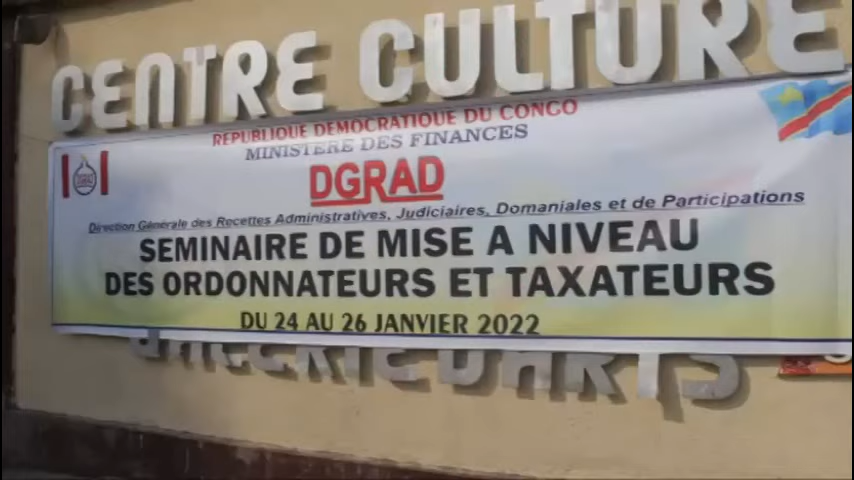 CENTRE CULTURE
REPUBLIQUE DEMOCRATIQUE DU CONGO
MINISTERE DES FINANCES
DGRAD
Direction Générale des Recettes Administratives, Judiciaires, Domaniales et de Participations
SEMINAIRE DE MISE A NIVEAU
DES ORDONNATEURS ET TAXATEURS
DU 24 AU 26 JANVIER 2022